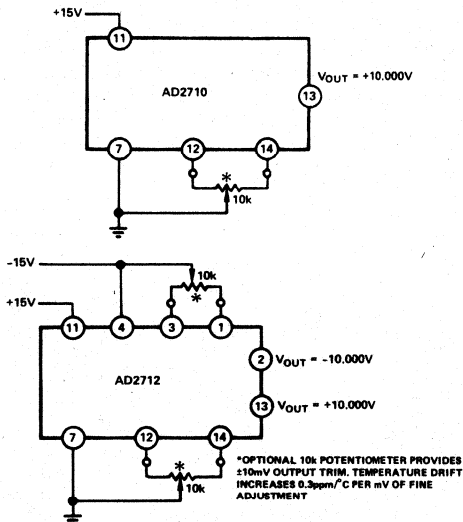 +15V
11
AD2710
VOUT = +10.000V
13
7
12
14
*
10k
-15V
10k
*
+15V
11
4
3
1
2
VOUT = -10.000V
AD2712
13
VOUT = +10.000V
7
12
14
*
10k
*OPTIONAL 10k POTENTIOMETER PROVIDES
±10mV OUTPUT TRIM. TEMPERATURE DRIFT
INCREASES 0.3ppm/°C PER mV OF FINE
ADJUSTMENT